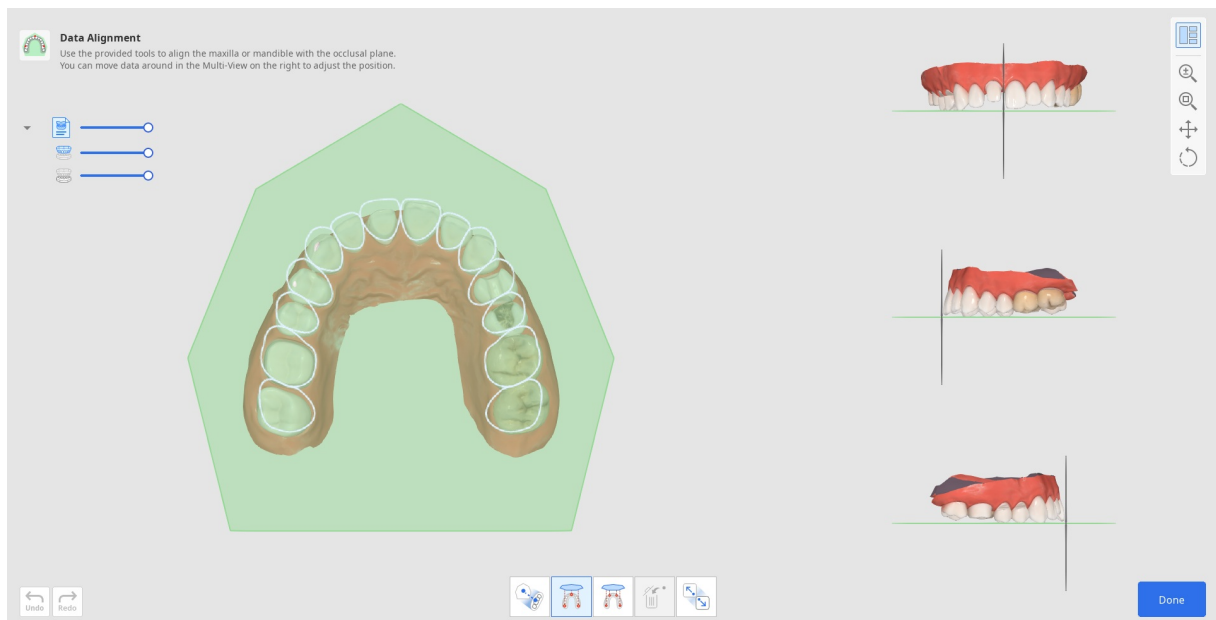 Data Alignment
Use the provided tools to align the maxilla or mandible with the occlusal plane.
You can move data around in the Multi-View on the right to adjust the position.
Undo
Redo
Done